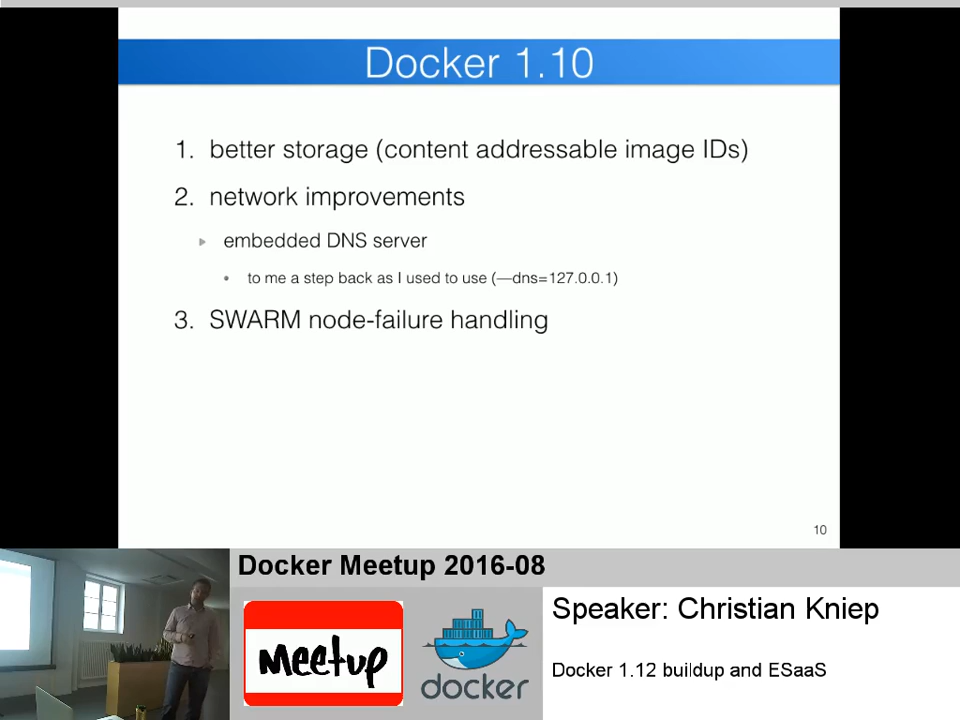 Docker 1.10
1. better storage (content addressable image IDs)
2. network improvements
embedded DNS server
to me a step back as I used to use (—dns=127.0.0.1)
3. SWARM node-failure handling
10
Docker Meetup 2016-08
Meetup
docker
Speaker: Christian Kniep
Docker 1.12 buildup and ESaaS